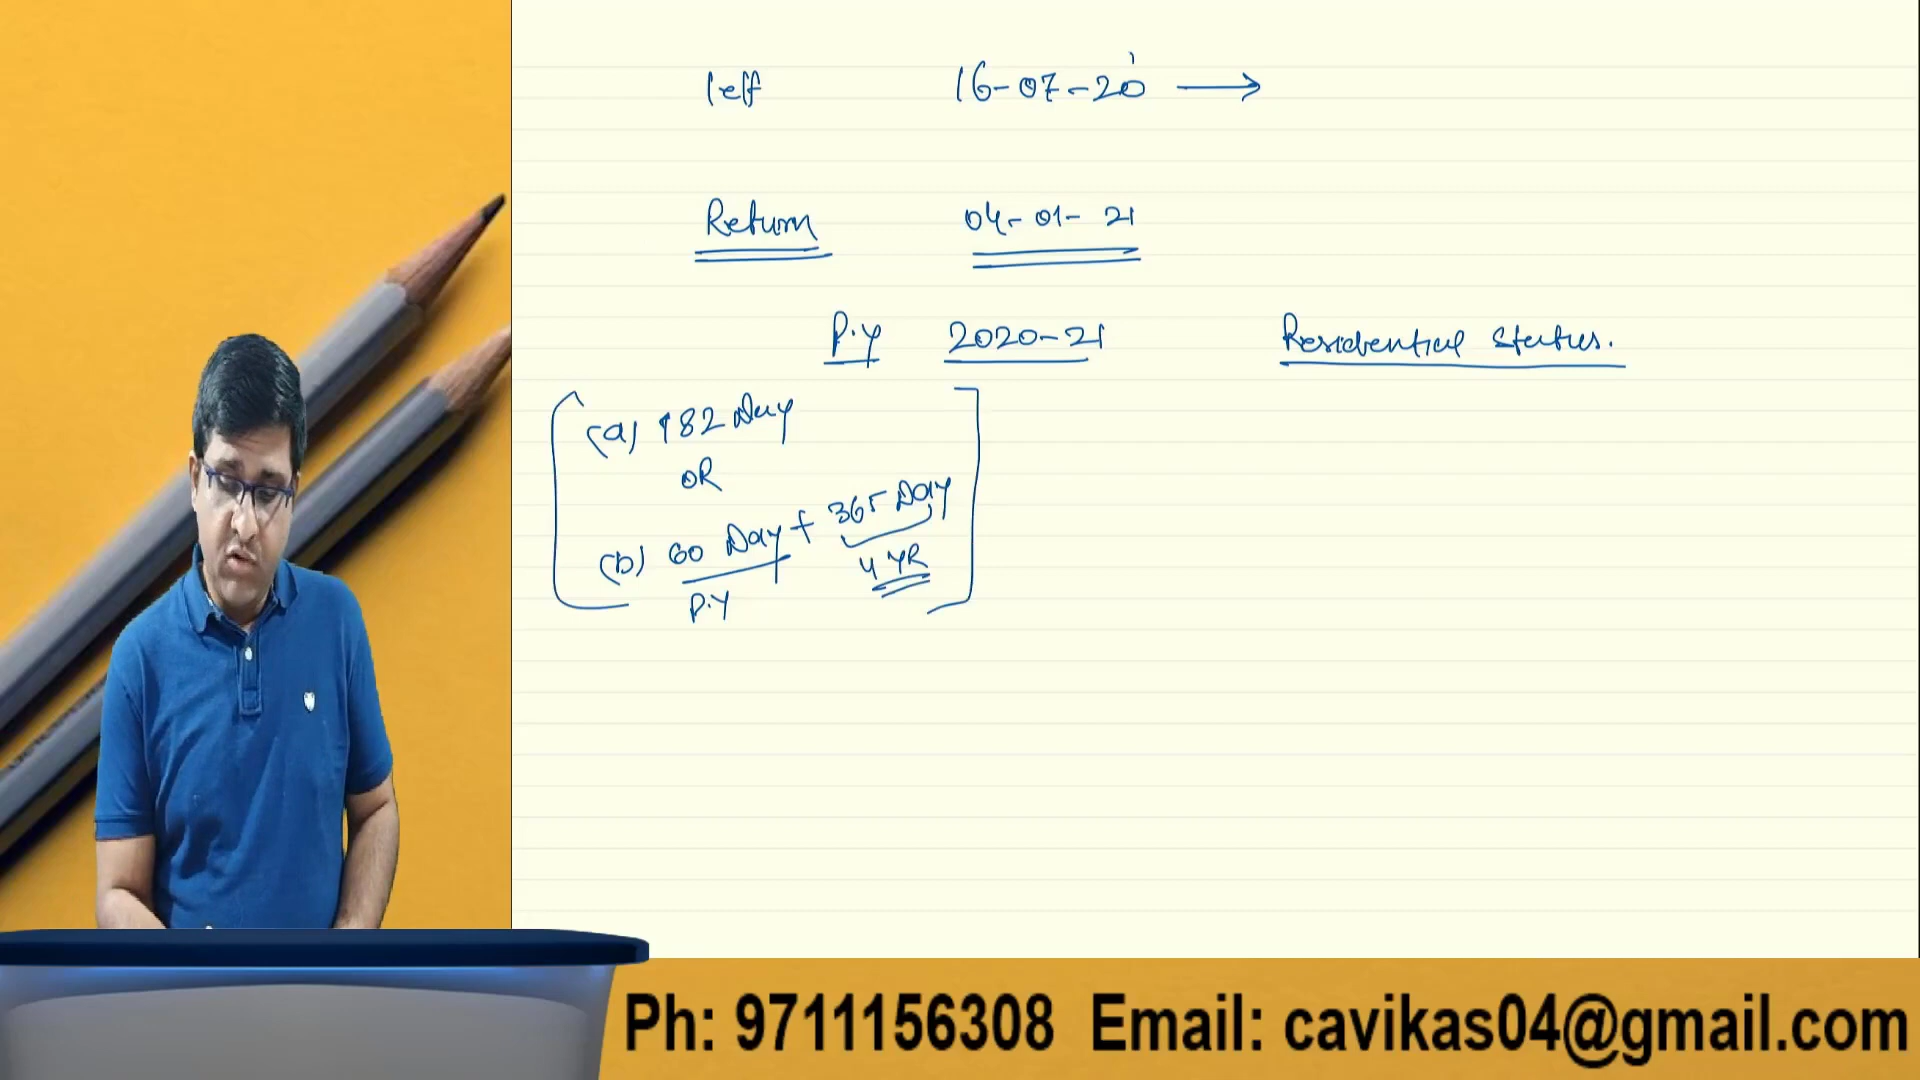 left 16-07-20 →
Return 04-01-21
P.Y 2020-21 Residential Status.
(a) 182 Day
OR
(b) 60 Day + 365 Day
P.Y 4 YR
Ph: 9711156308 Email: cavikas04@gmail.com